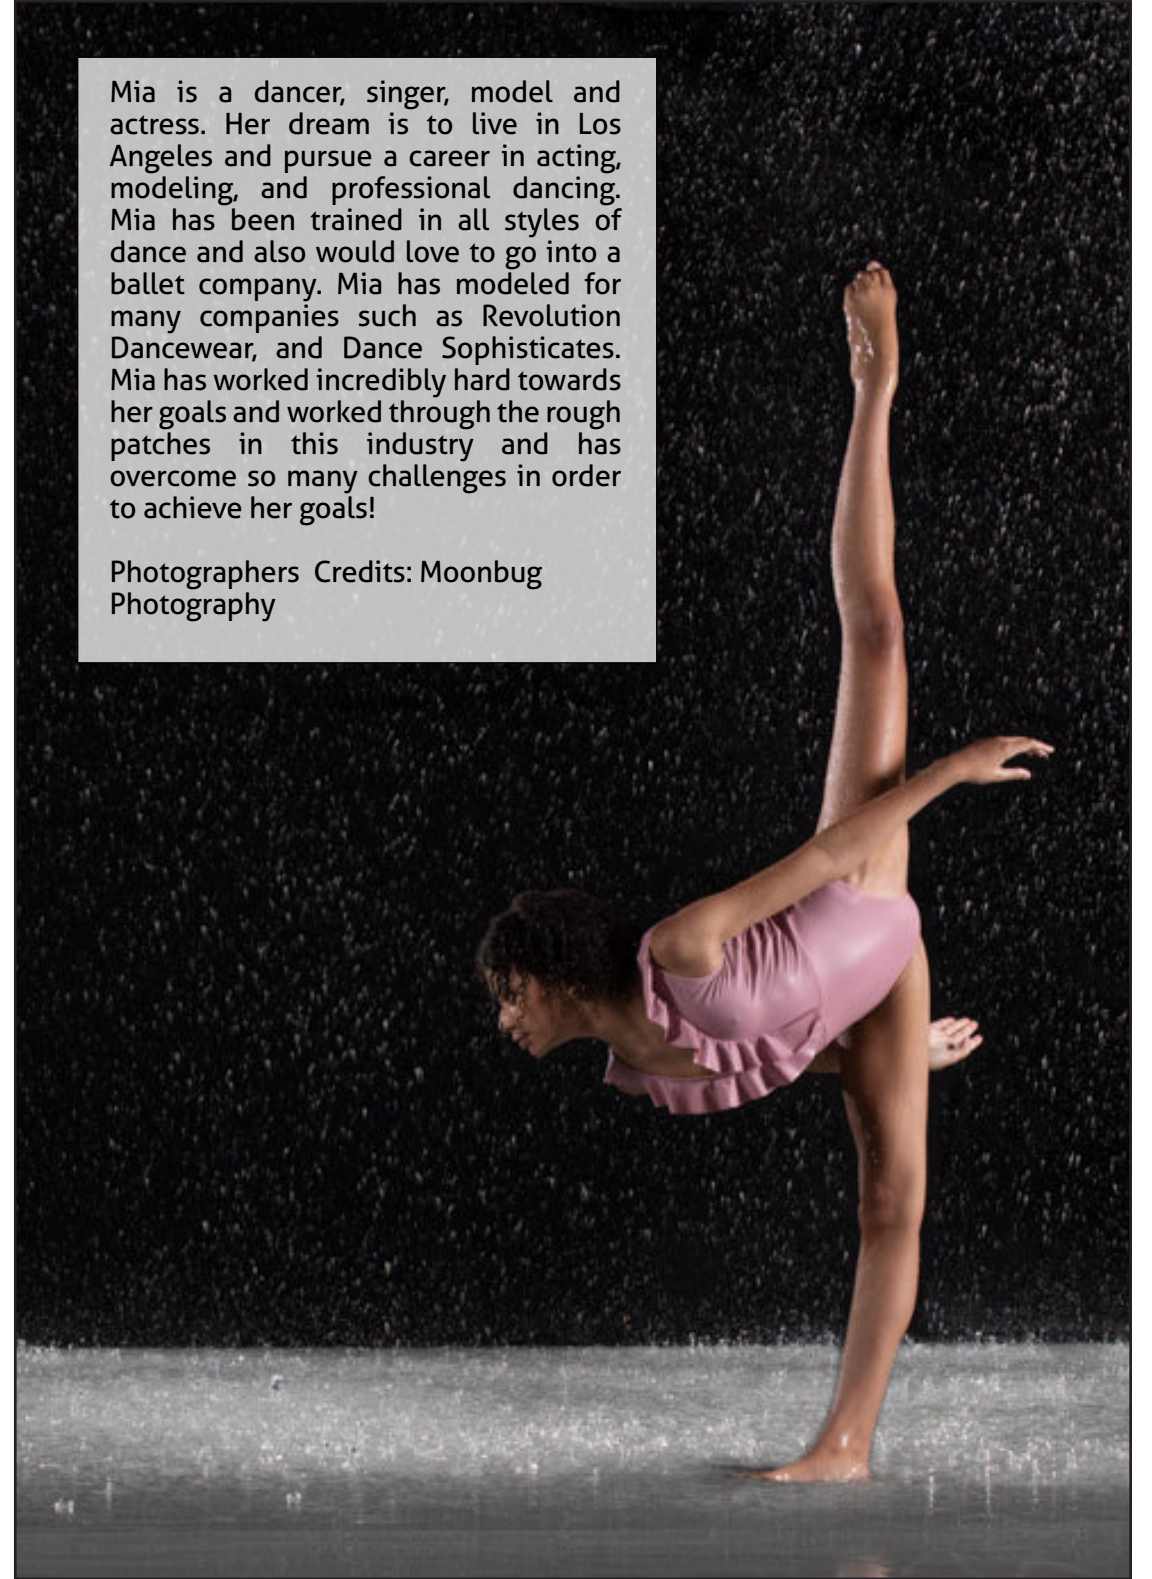 Mia is a dancer, singer, model and
actress. Her dream is to live in Los
Angeles and pursue a career in acting,
modeling, and professional dancing.
Mia has been trained in all styles of
dance and also would love to go into a
ballet company. Mia has modeled for
many companies such as Revolution
Dancewear, and Dance Sophisticates.
Mia has worked incredibly hard towards
her goals and worked through the rough
patches in this industry and has
overcome so many challenges in order
to achieve her goals!
Photographers Credits: Moonbug
Photography